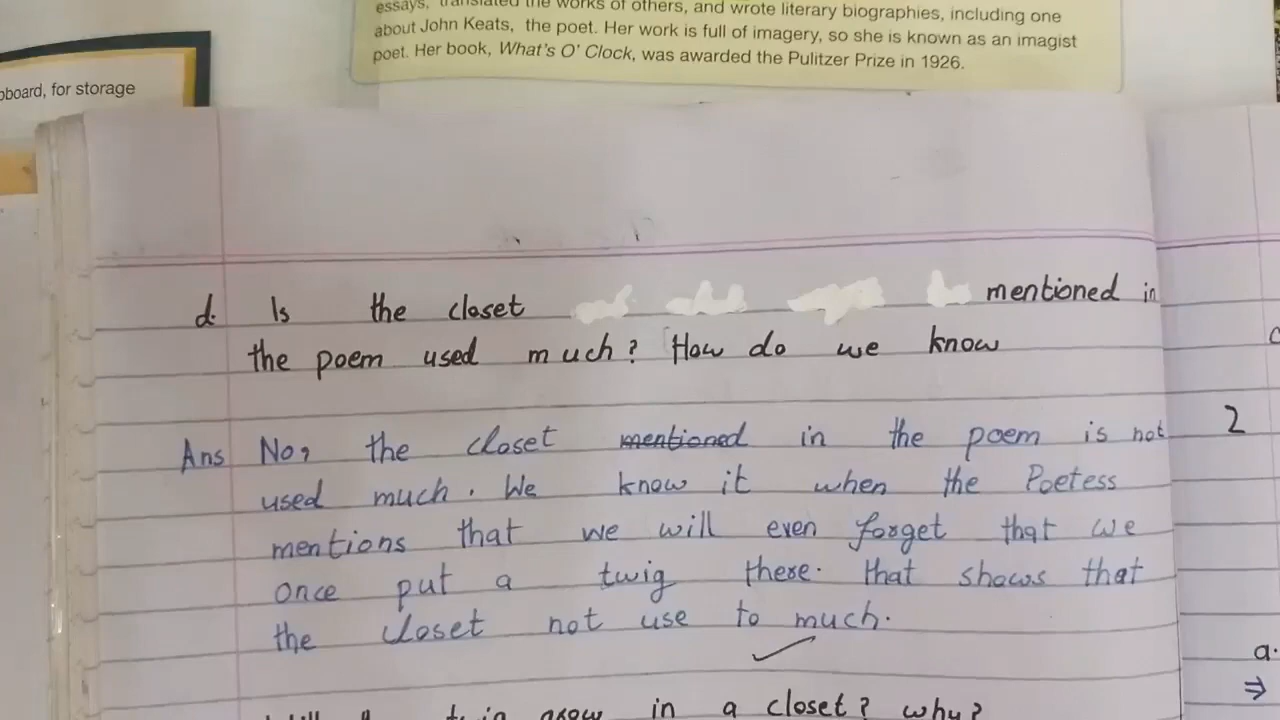 essays, translated the works of others, and wrote literary biographies, including one
about John Keats, the poet. Her work is full of imagery, so she is known as an imagist
poet. Her book, What's O' Clock, was awarded the Pulitzer Prize in 1926.
pboard, for storage
d. Is the closet mentioned in
the poem used much? How do we know
Ans No, the closet mentioned in the poem is not
used much. We know it when the Poetess
mentions that we will even forget that we
once put a twig there. that shows that
the closet not use to much.
in a closet? why?
2
a.
⇒